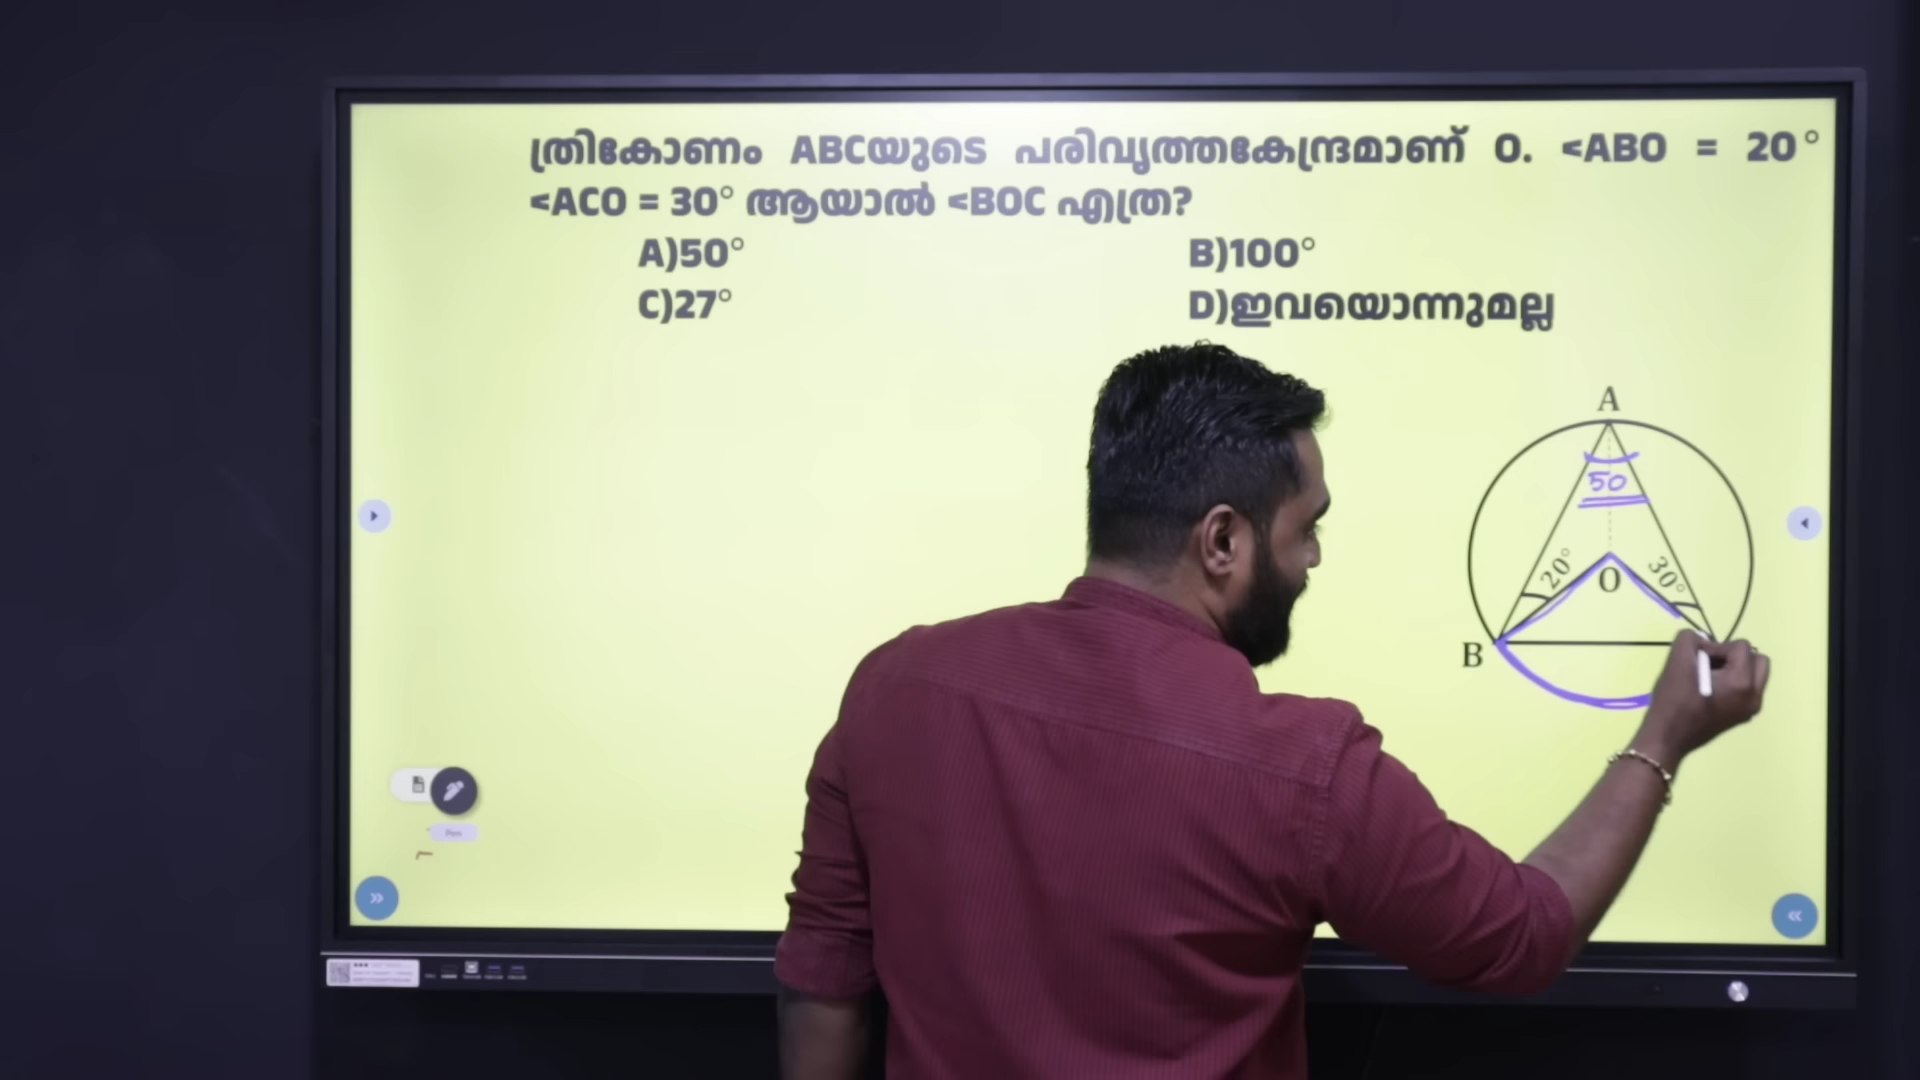 ത്രികോണം ABCയുടെ പരിവൃത്തകേന്ദ്രമാണ് O. <ABO = 20°
<ACO = 30° ആയാൽ <BOC എത്ര?
A)50° B)100°
C)27° D)ഇവയൊന്നുമല്ല
A
50
20° O 30°
B
Pen